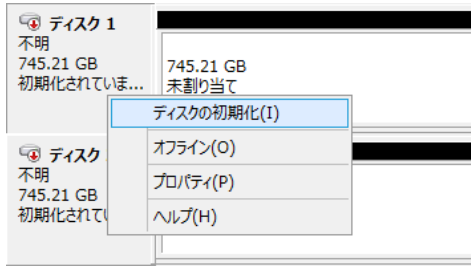 ディスク 1
不明
745.21 GB
初期化されていま...
745.21 GB
未割り当て
ディスクの初期化(I)
オフライン(O)
プロパティ(P)
ヘルプ(H)
ディスク
不明
745.21 GB
初期化されてい